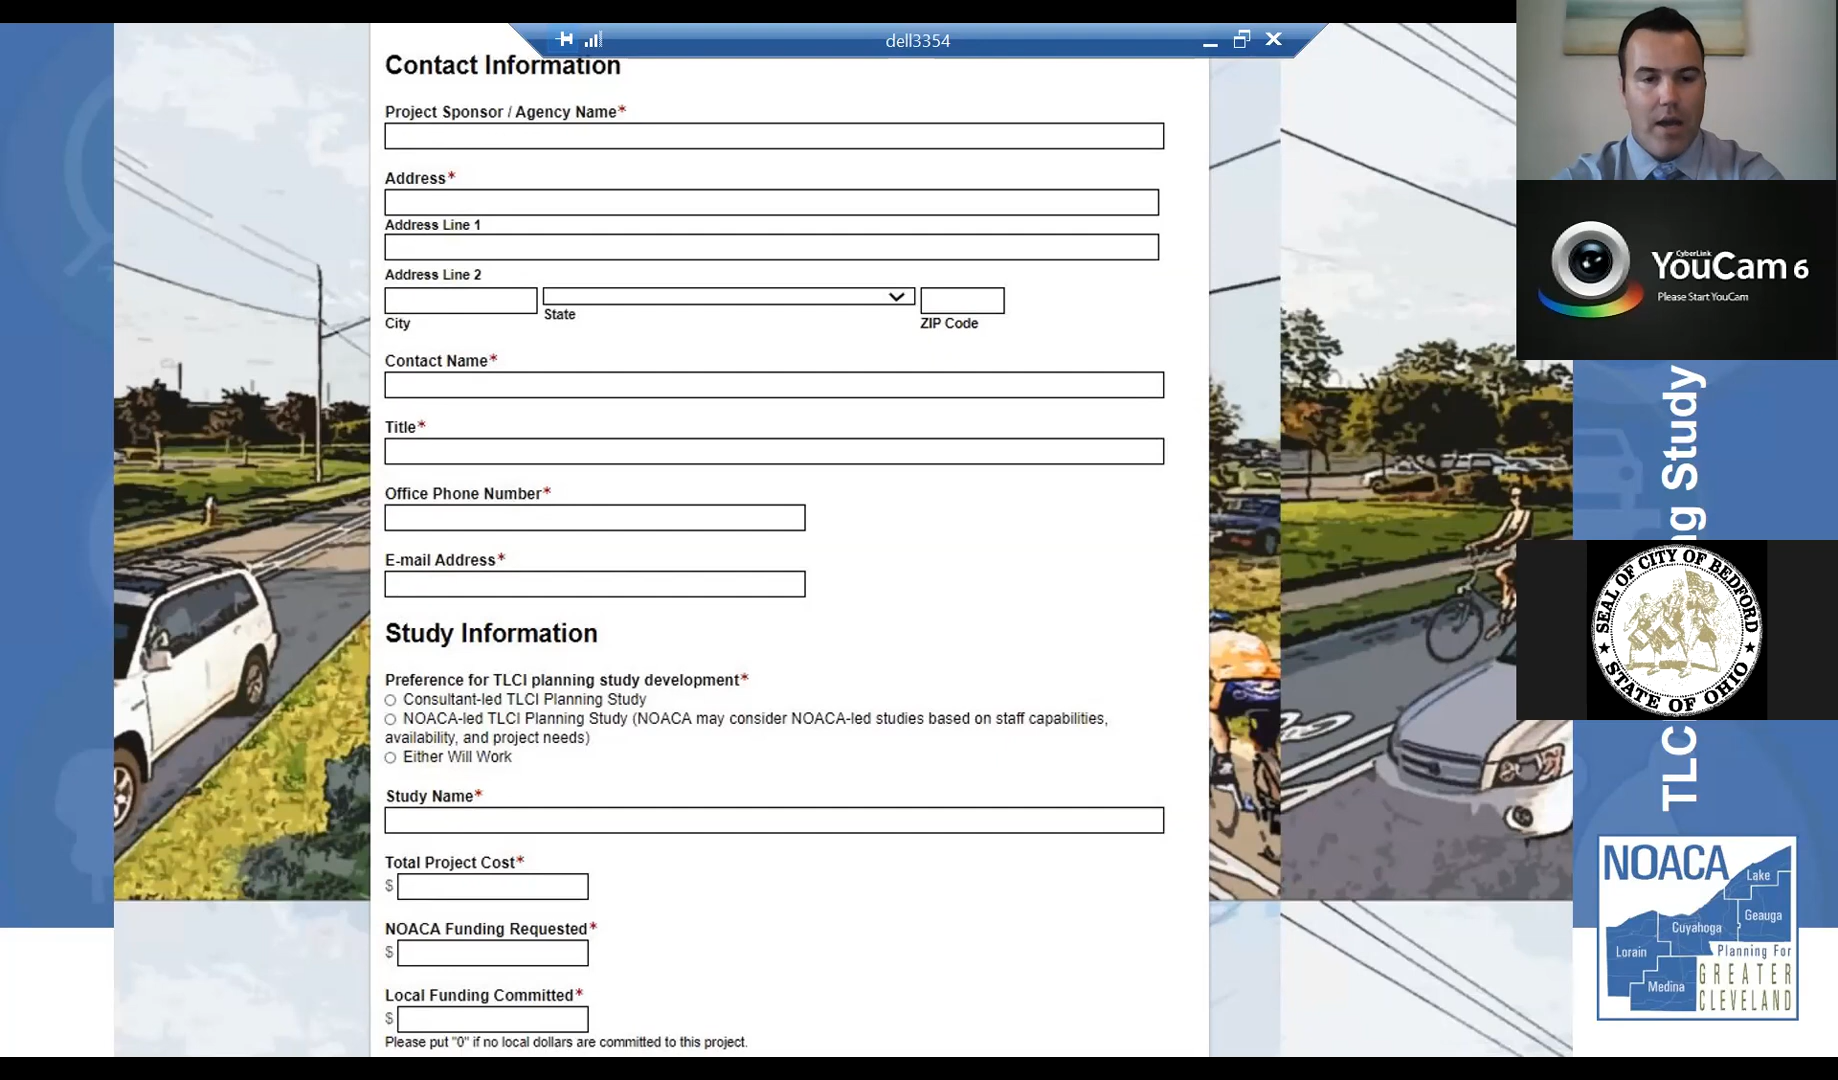 dell3354
Contact Information
Project Sponsor / Agency Name*
Address*
Address Line 1
Address Line 2
City
State
ZIP Code
Contact Name*
Title*
Office Phone Number*
E-mail Address*
Study Information
Preference for TLCI planning study development*
Consultant-led TLCI Planning Study
NOACA-led TLCI Planning Study (NOACA may consider NOACA-led studies based on staff capabilities,
availability, and project needs)
Either Will Work
Study Name*
Total Project Cost*
$
NOACA Funding Requested*
$
Local Funding Committed*
$
Please put "0" if no local dollars are committed to this project.
CyberLink
YouCam 6
Please Start YouCam
TLC
ng Study
SEAL OF CITY OF BEDFORD
STATE OF OHIO
NOACA
Lake
Geauga
Cuyahoga
Lorain
Medina
Planning For
GREATER
CLEVELAND